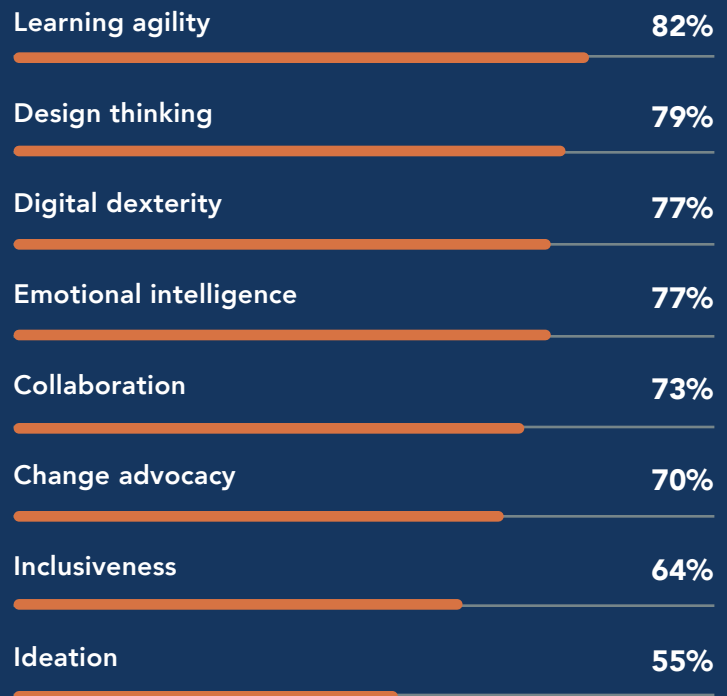 Learning agility 82%
Design thinking 79%
Digital dexterity 77%
Emotional intelligence 77%
Collaboration 73%
Change advocacy 70%
Inclusiveness 64%
Ideation 55%